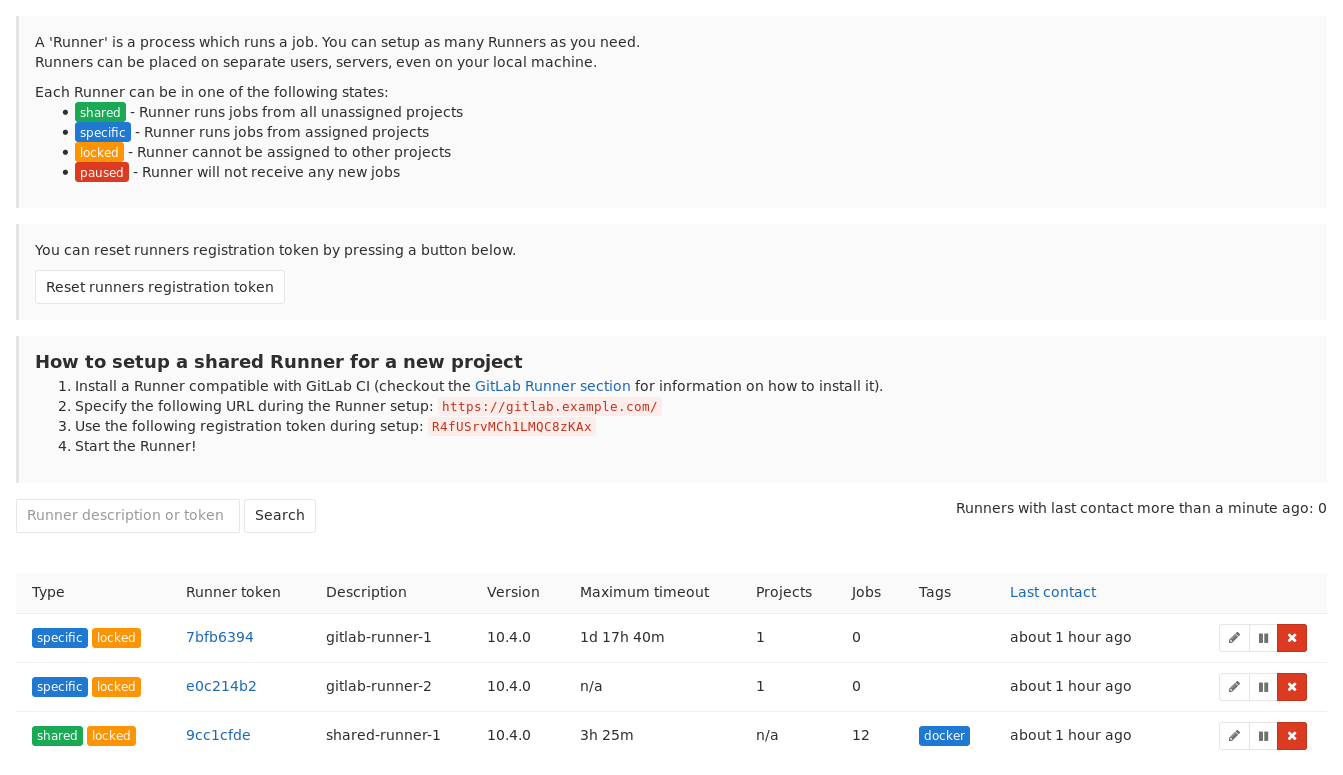 A 'Runner' is a process which runs a job. You can setup as many Runners as you need.
Runners can be placed on separate users, servers, even on your local machine.
Each Runner can be in one of the following states:
• shared - Runner runs jobs from all unassigned projects
• specific - Runner runs jobs from assigned projects
• locked - Runner cannot be assigned to other projects
• paused - Runner will not receive any new jobs
You can reset runners registration token by pressing a button below.
Reset runners registration token
How to setup a shared Runner for a new project
1. Install a Runner compatible with GitLab CI (checkout the GitLab Runner section for information on how to install it).
2. Specify the following URL during the Runner setup: https://gitlab.example.com/
3. Use the following registration token during setup: R4fUSrvMCh1LMQC8zKAx
4. Start the Runner!
Runner description or token Search Runners with last contact more than a minute ago: 0
Type Runner token Description Version Maximum timeout Projects Jobs Tags Last contact
specific locked 7bfb6394 gitlab-runner-1 10.4.0 1d 17h 40m 1 0 about 1 hour ago
specific locked e0c214b2 gitlab-runner-2 10.4.0 n/a 1 0 about 1 hour ago
shared locked 9cc1cfde shared-runner-1 10.4.0 3h 25m n/a 12 docker about 1 hour ago